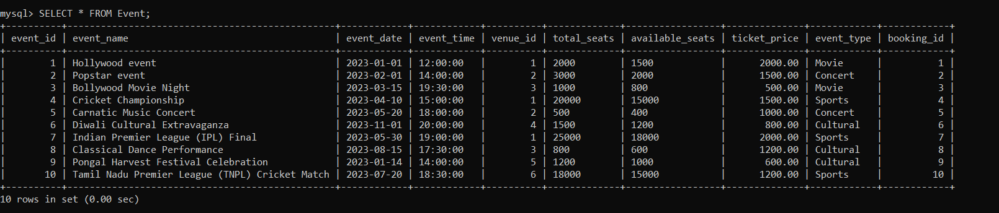 mysql> SELECT * FROM Event;
+----------+--------------------------------------------+------------+------------+----------+-------------+-----------------+--------------+------------+------------+
| event_id | event_name                                 | event_date | event_time | venue_id | total_seats | available_seats | ticket_price | event_type | booking_id |
+----------+--------------------------------------------+------------+------------+----------+-------------+-----------------+--------------+------------+------------+
|        1 | Hollywood event                            | 2023-01-01 | 12:00:00   |        1 | 2000        | 1500            |      2000.00 | Movie      |          1 |
|        2 | Popstar event                              | 2023-02-01 | 14:00:00   |        2 | 3000        | 2000            |      1500.00 | Concert    |          2 |
|        3 | Bollywood Movie Night                      | 2023-03-15 | 19:30:00   |        3 | 1000        | 800             |       500.00 | Movie      |          3 |
|        4 | Cricket Championship                       | 2023-04-10 | 15:00:00   |        1 | 20000       | 15000           |      1500.00 | Sports     |          4 |
|        5 | Carnatic Music Concert                     | 2023-05-20 | 18:00:00   |        2 | 500         | 400             |      1000.00 | Concert    |          5 |
|        6 | Diwali Cultural Extravaganza               | 2023-11-01 | 20:00:00   |        4 | 1500        | 1200            |       800.00 | Cultural   |          6 |
|        7 | Indian Premier League (IPL) Final          | 2023-05-30 | 19:00:00   |        1 | 25000       | 18000           |      2000.00 | Sports     |          7 |
|        8 | Classical Dance Performance                | 2023-08-15 | 17:30:00   |        3 | 800         | 600             |      1200.00 | Cultural   |          8 |
|        9 | Pongal Harvest Festival Celebration        | 2023-01-14 | 14:00:00   |        5 | 1200        | 1000            |       600.00 | Cultural   |          9 |
|       10 | Tamil Nadu Premier League (TNPL) Cricket Match | 2023-07-20 | 18:30:00   |        6 | 18000       | 15000           |      1200.00 | Sports     |         10 |
+----------+--------------------------------------------+------------+------------+----------+-------------+-----------------+--------------+------------+------------+
10 rows in set (0.00 sec)